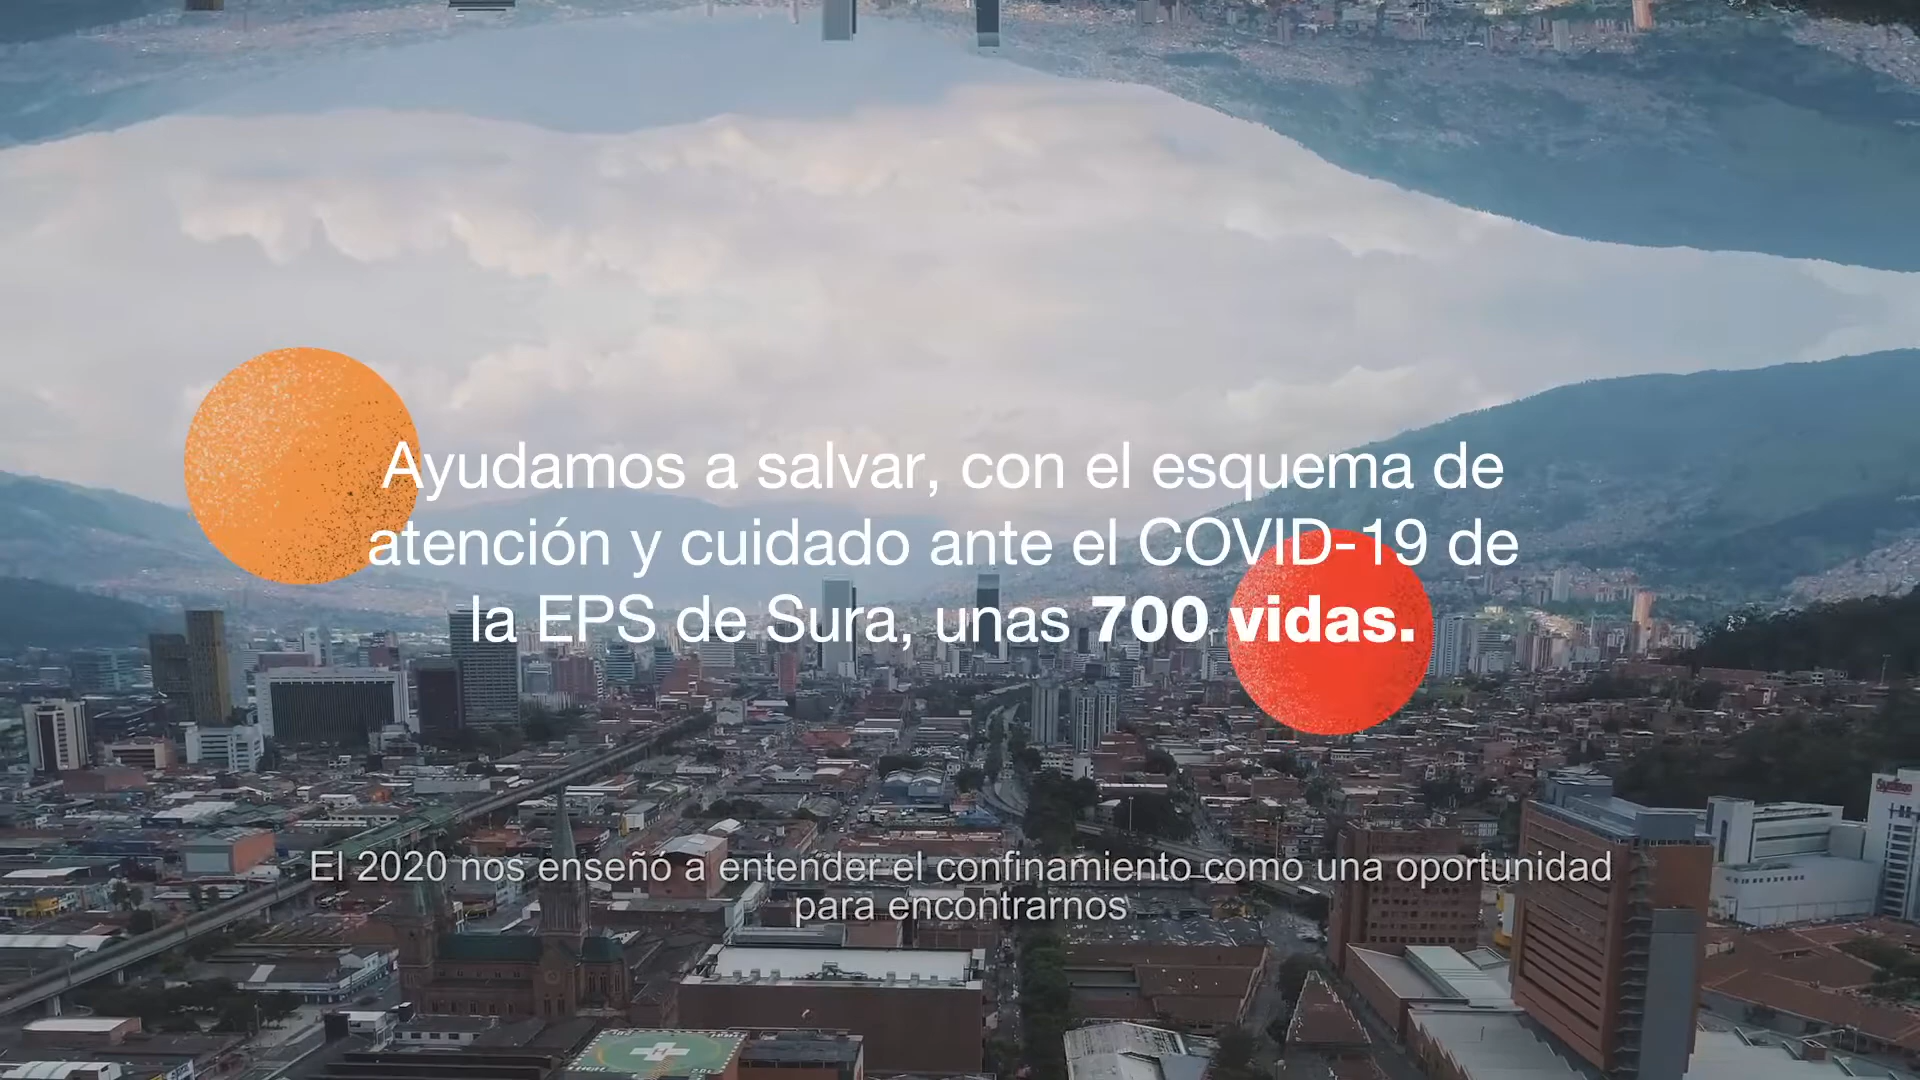 Ayudamos a salvar, con el esquema de
atención y cuidado ante el COVID-19 de
la EPS de Sura, unas 700 vidas.
El 2020 nos enseñó a entender el confinamiento como una oportunidad
para encontrarnos